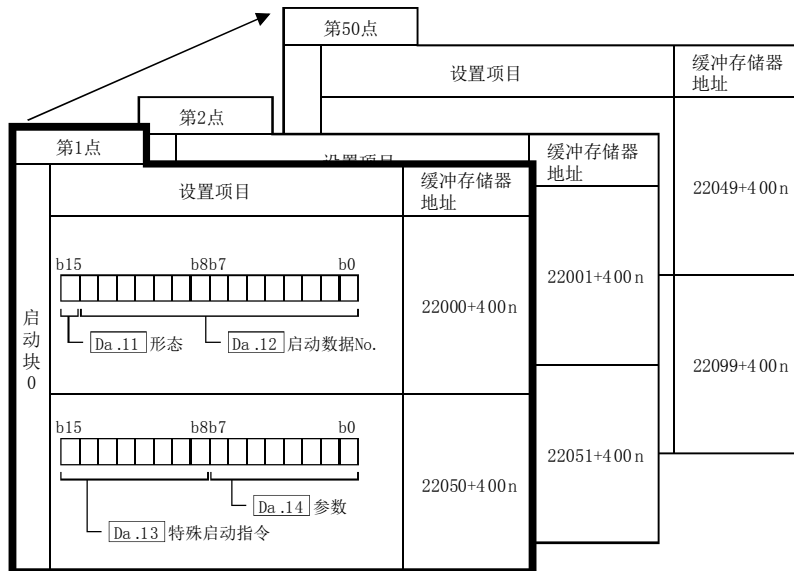 第50点
设置项目
缓冲存储器
地址
22049+400n
22099+400n
第2点
设置项目
缓冲存储器
地址
22001+400n
22051+400n
第1点
设置项目
缓冲存储器
地址
启动块0
b15 b8b7 b0
Da.11 形态 Da.12 启动数据No.
22000+400n
b15 b8b7 b0
Da.14 参数
Da.13 特殊启动指令
22050+400n